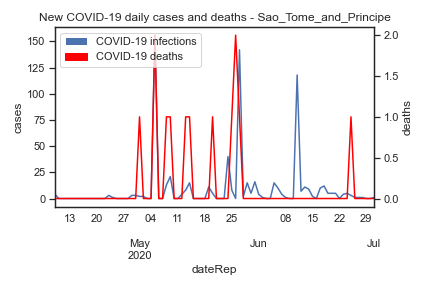 New COVID-19 daily cases and deaths - Sao_Tome_and_Principe
COVID-19 infections
COVID-19 deaths
150
125
100
75
50
25
0
cases
2.0
1.5
1.0
0.5
0.0
deaths
13 20 27 04 11 18 25 08 15 22 29
May Jun Jul
2020
dateRep